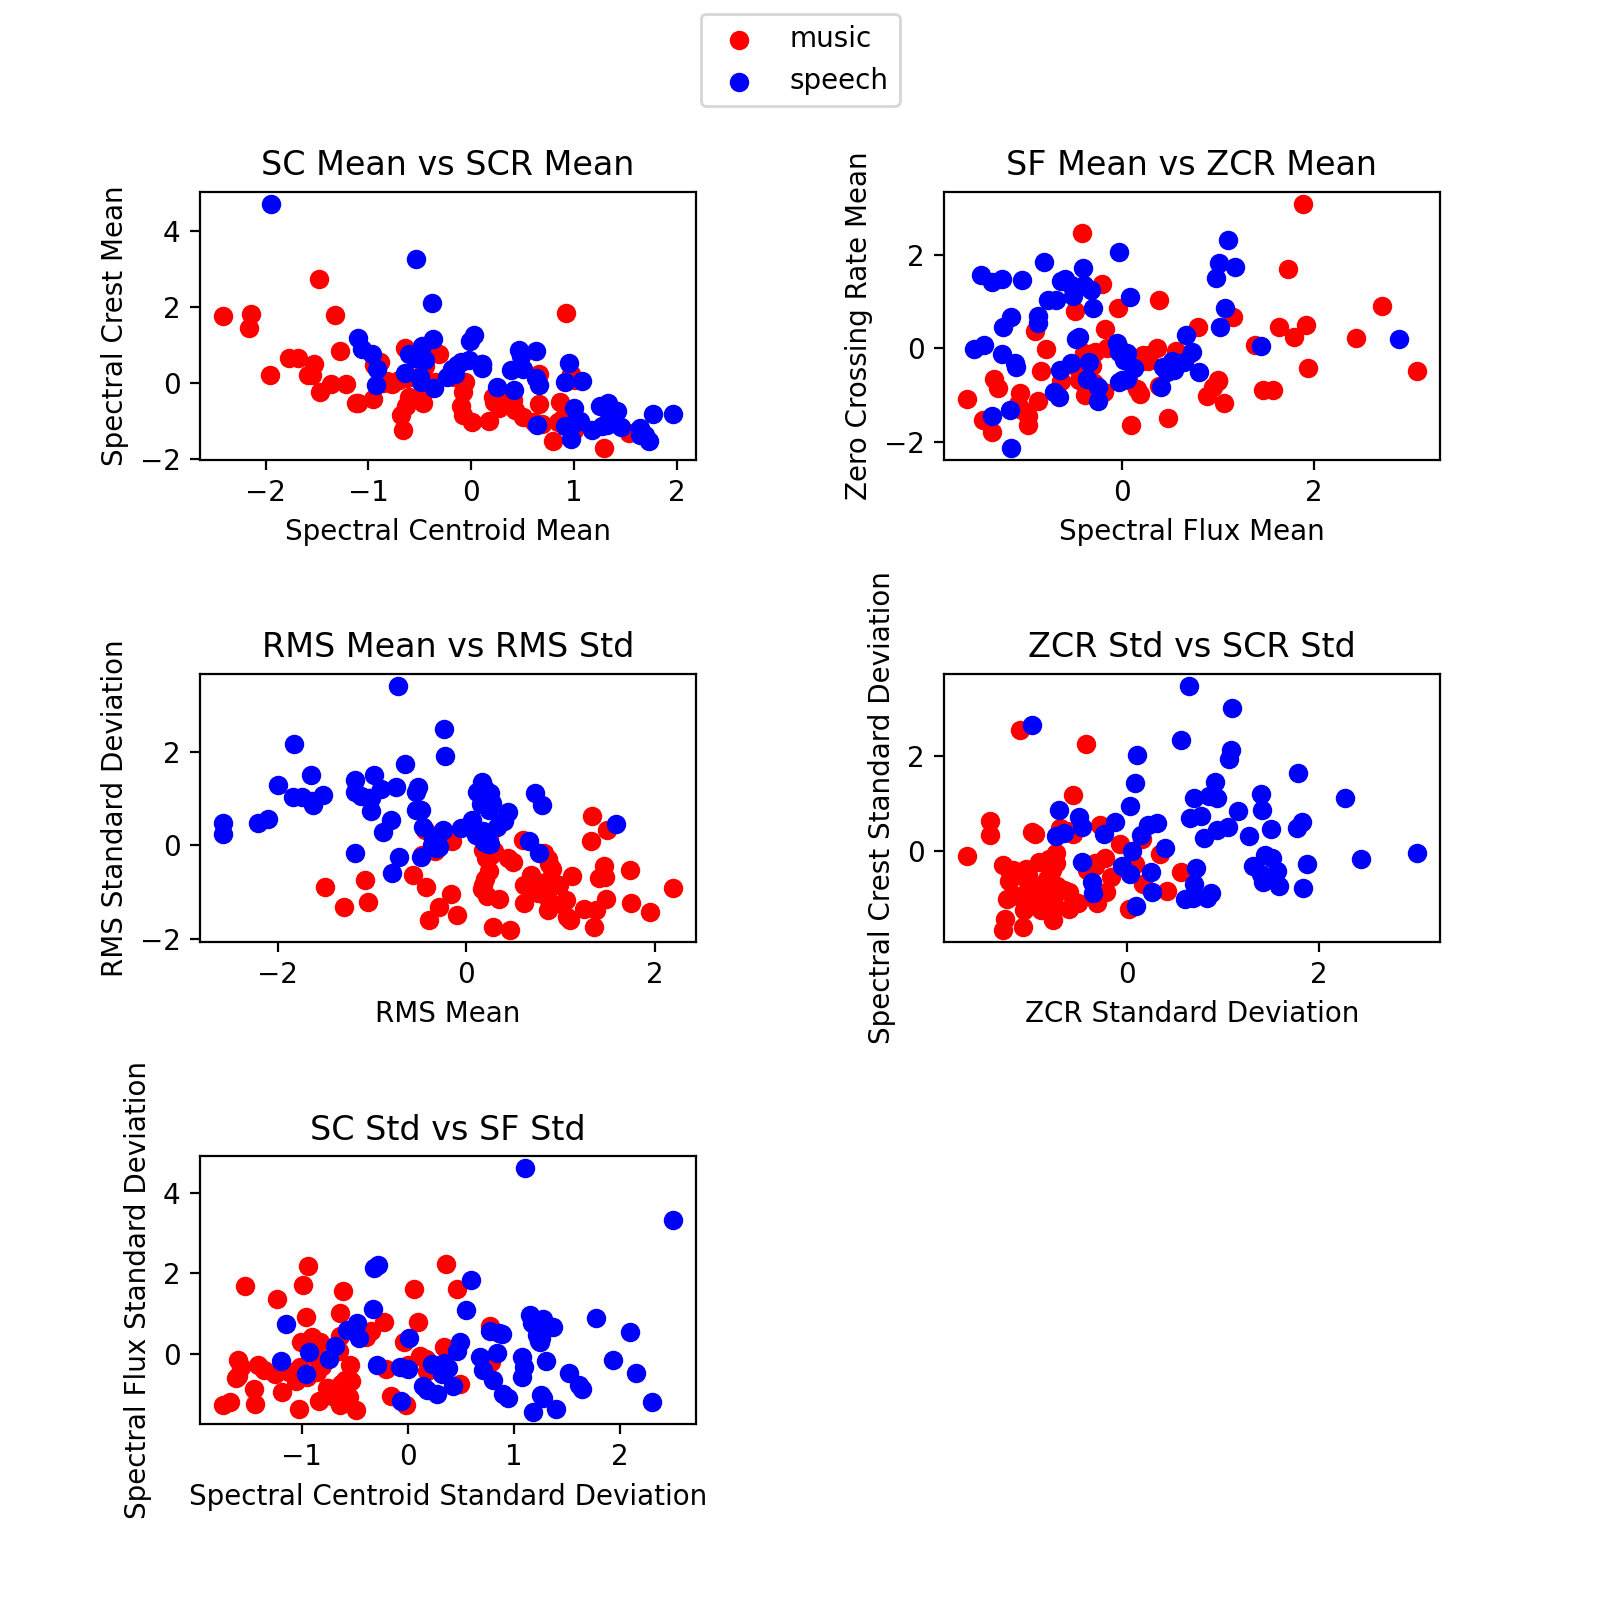 music
speech
SC Mean vs SCR Mean
Spectral Crest Mean
4
2
0
−2
−2 −1 0 1 2
Spectral Centroid Mean
SF Mean vs ZCR Mean
Zero Crossing Rate Mean
2
0
−2
0 2
Spectral Flux Mean
RMS Mean vs RMS Std
RMS Standard Deviation
2
0
−2
−2 0 2
RMS Mean
ZCR Std vs SCR Std
Spectral Crest Standard Deviation
2
0
0 2
ZCR Standard Deviation
SC Std vs SF Std
Spectral Flux Standard Deviation
4
2
0
−1 0 1 2
Spectral Centroid Standard Deviation